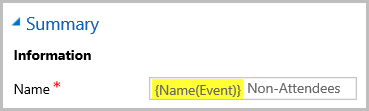 Summary
Information
Name * {Name(Event)} Non-Attendees